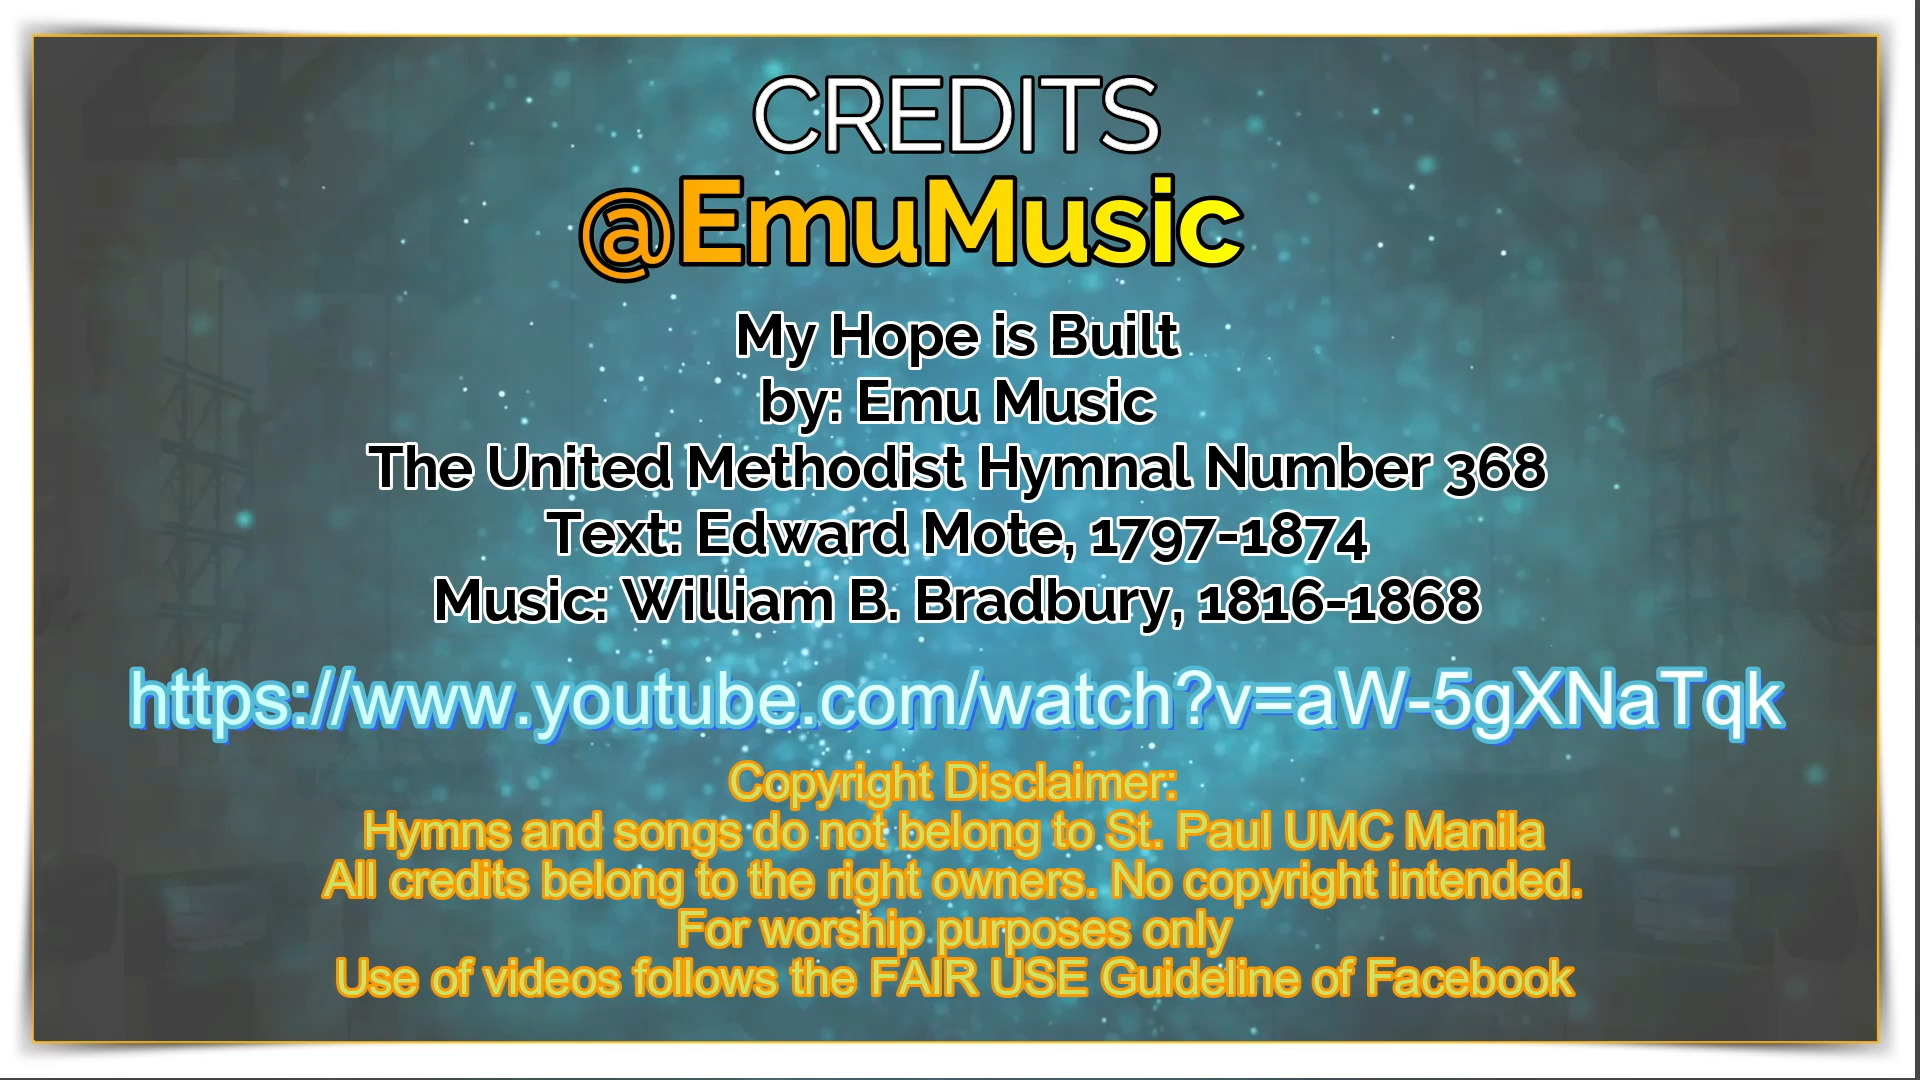 CREDITS
@EmuMusic
My Hope is Built
by: Emu Music
The United Methodist Hymnal Number 368
Text: Edward Mote, 1797-1874
Music: William B. Bradbury, 1816-1868
https://www.youtube.com/watch?v=aW-5gXNaTqk
Copyright Disclaimer:
Hymns and songs do not belong to St. Paul UMC Manila
All credits belong to the right owners. No copyright intended.
For worship purposes only
Use of videos follows the FAIR USE Guideline of Facebook